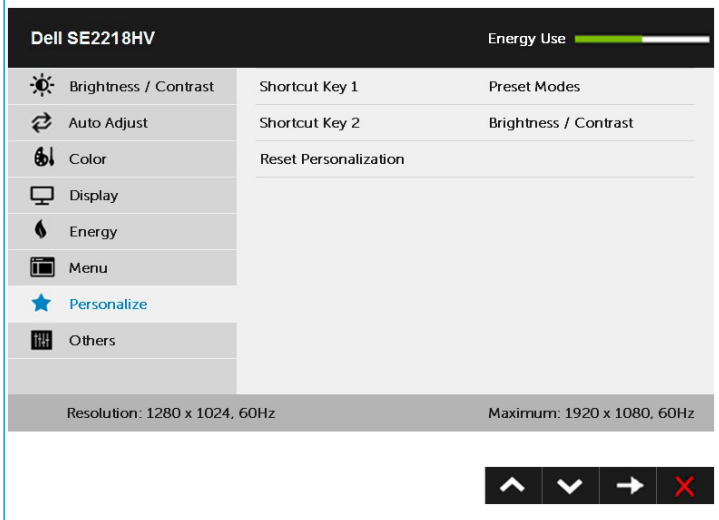 Dell SE2218HV
Energy Use
Brightness / Contrast
Shortcut Key 1
Preset Modes
Auto Adjust
Shortcut Key 2
Brightness / Contrast
Color
Reset Personalization
Display
Energy
Menu
Personalize
Others
Resolution: 1280 x 1024, 60Hz
Maximum: 1920 x 1080, 60Hz